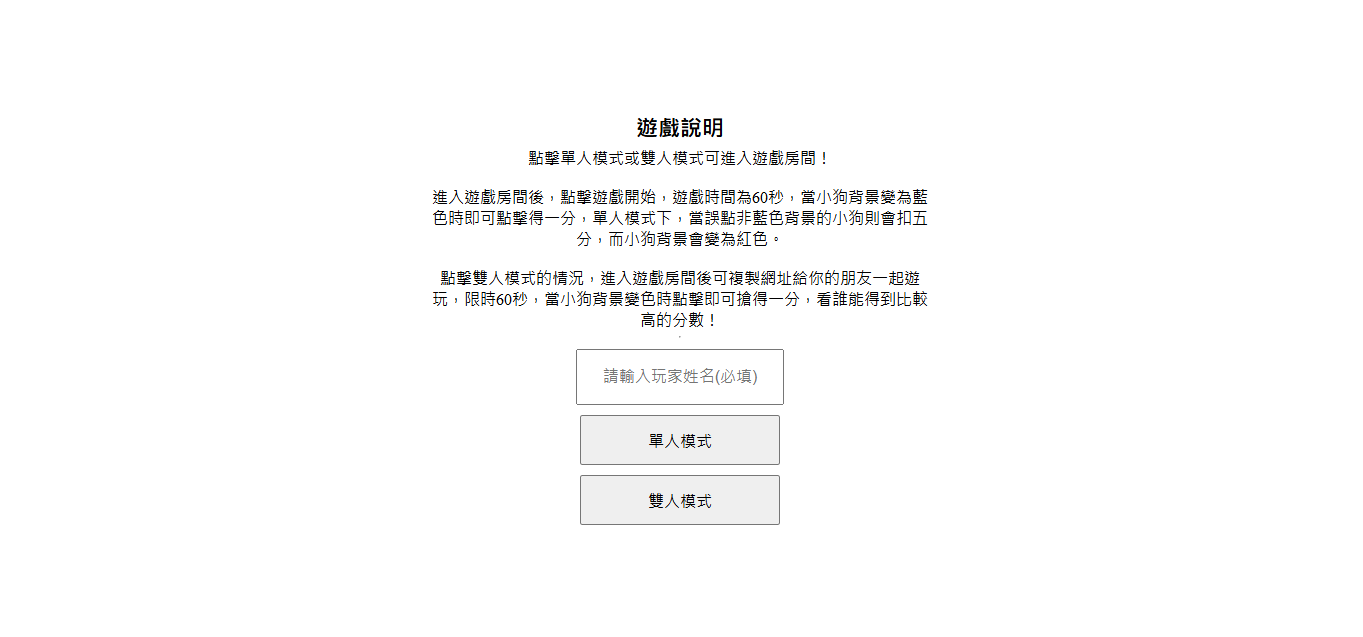 遊戲說明
點擊單人模式或雙人模式可進入遊戲房間！
進入遊戲房間後，點擊遊戲開始，遊戲時間為60秒，當小狗背景變為藍
色時即可點擊得一分，單人模式下，當誤點非藍色背景的小狗則會扣五
分，而小狗背景會變為紅色。
點擊雙人模式的情況，進入遊戲房間後可複製網址給你的朋友一起遊
玩，限時60秒，當小狗背景變色時點擊即可搶得一分，看誰能得到比較
高的分數！
請輸入玩家姓名(必填)
單人模式
雙人模式